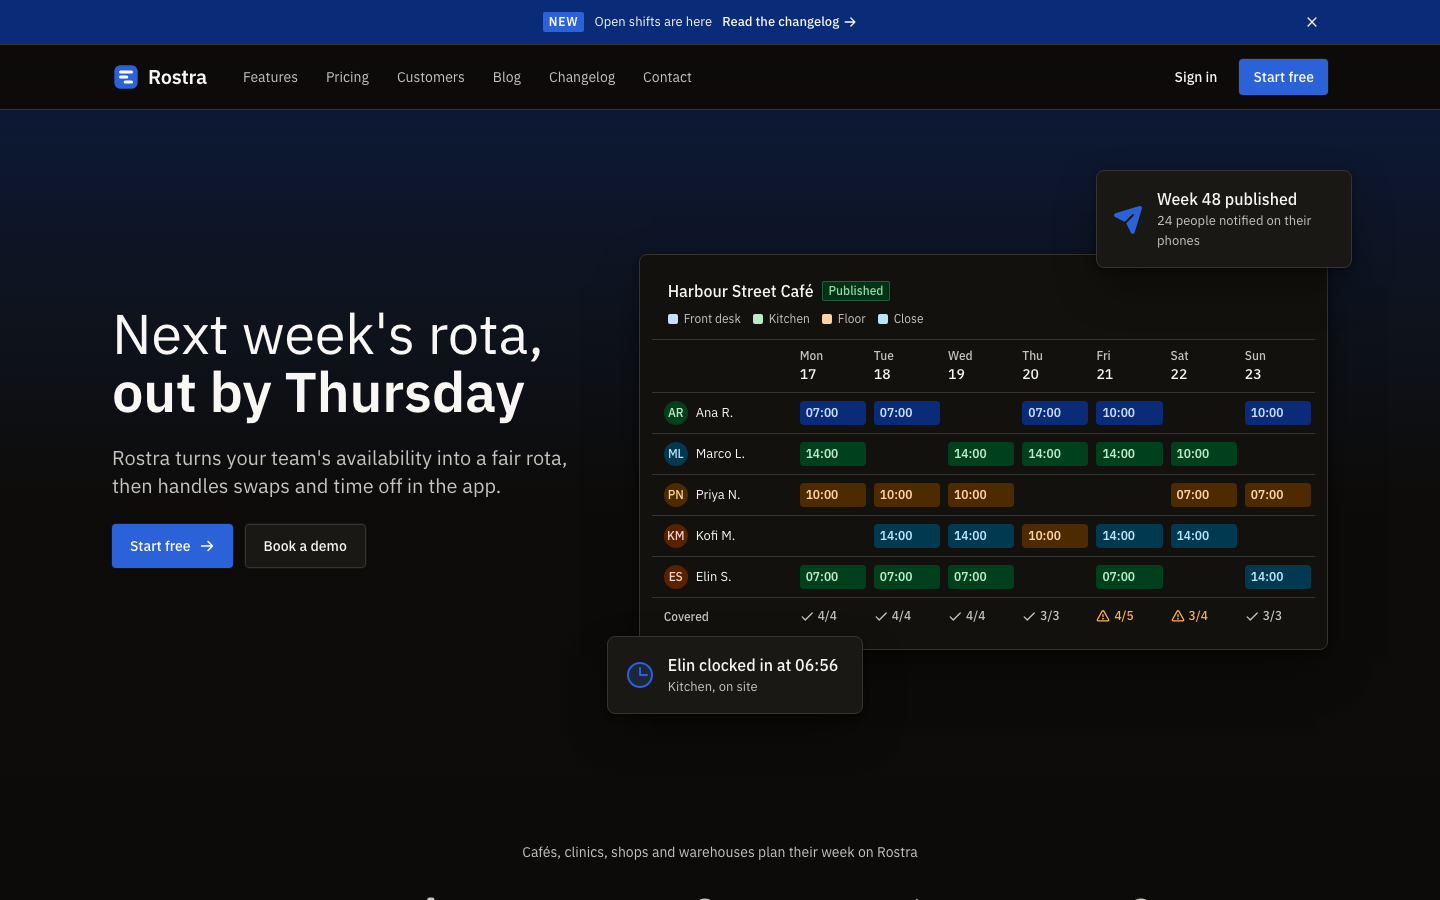 NEW Open shifts are here Read the changelog →
Rostra Features Pricing Customers Blog Changelog Contact Sign in Start free
Week 48 published
24 people notified on their
phones
Harbour Street Café Published
Front desk Kitchen Floor Close
Mon Tue Wed Thu Fri Sat Sun
17 18 19 20 21 22 23
AR Ana R. 07:00 07:00 07:00 10:00 10:00
ML Marco L. 14:00 14:00 14:00 14:00 10:00
PN Priya N. 10:00 10:00 10:00 07:00 07:00
KM Kofi M. 14:00 14:00 10:00 14:00 14:00
ES Elin S. 07:00 07:00 07:00 07:00 14:00
Covered 4/4 4/4 4/4 3/3 4/5 3/4 3/3
Elin clocked in at 06:56
Kitchen, on site
Next week's rota,
out by Thursday
Rostra turns your team's availability into a fair rota,
then handles swaps and time off in the app.
Start free → Book a demo
Cafés, clinics, shops and warehouses plan their week on Rostra